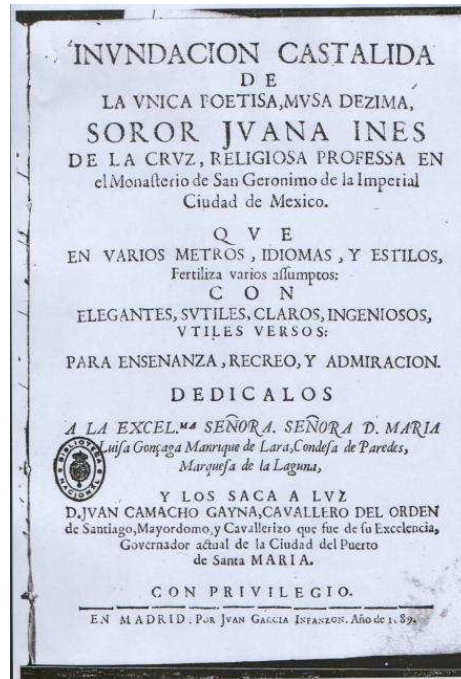 INVNDACION CASTALIDA
DE
LA VNICA POETISA, MVSA DEZIMA,
SOROR JVANA INES
DE LA CRVZ, RELIGIOSA PROFESSA EN
el Monaſterio de San Geronimo de la Imperial
Ciudad de Mexico.
QVE
EN VARIOS METROS, IDIOMAS, Y ESTILOS,
Fertiliza varios aſſumptos:
CON
ELEGANTES, SVTILES, CLAROS, INGENIOSOS,
VTILES VERSOS:
PARA ENSEÑANZA, RECREO, Y ADMIRACION.
DEDICALOS
A LA EXCEL.MA SEÑORA. SEÑORA D. MARIA
Luiſa Gonçaga Manrique de Lara, Condeſa de Paredes,
Marqueſa de la Laguna,
BIBLIOTECA NACIONAL
Y LOS SACA A LVZ
D. JVAN CAMACHO GAYNA, CAVALLERO DEL ORDEN
de Santiago, Mayordomo, y Cavallerizo que fue de ſu Excelencia,
Governador actual de la Ciudad del Puerto
de Santa MARIA.
CON PRIVILEGIO.
EN MADRID: POR JVAN GARCIA INFANZON. Año de 1689.